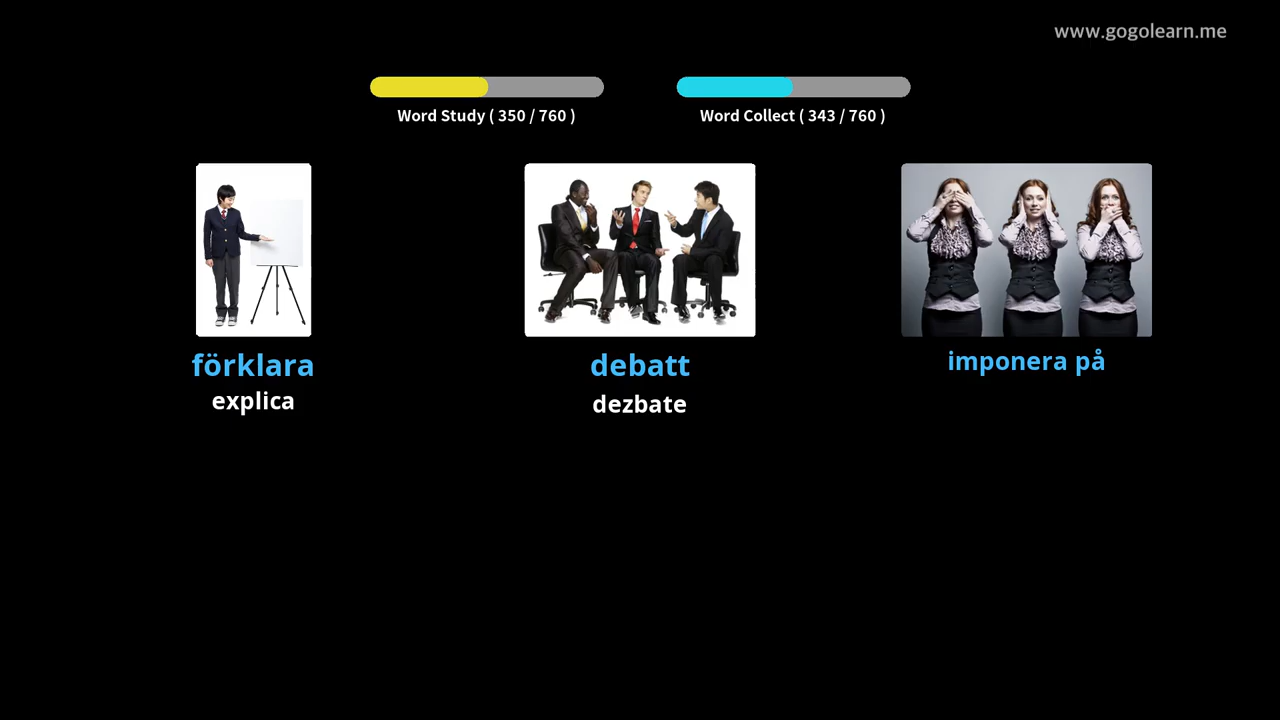 www.gogolearn.me
Word Study ( 350 / 760 )
Word Collect ( 343 / 760 )
förklara
explica
debatt
dezbate
imponera på